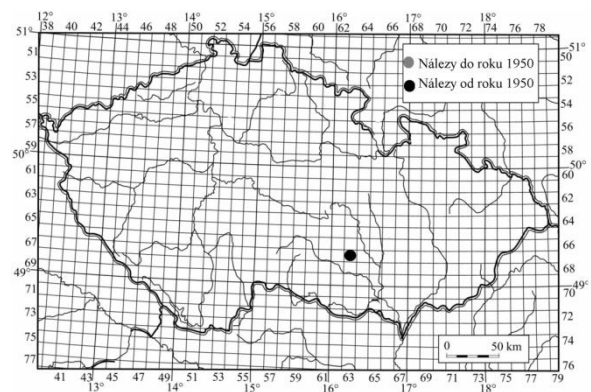 12° 13° 14° 15° 16° 17° 18°
51° 38 40 42 44 46 48 50 52 54 56 58 60 62 64 66 68 70 72 74 76 78
51 53 55 57 59 50° 61 63 65 67 69 49° 71 73 75 77
Nálezy do roku 1950
Nálezy od roku 1950
51° 50 52 54 56 58 50° 60 62 64 66 68 49° 70 72 74 76
0 50 km
41 43 45 47 49 51 53 55 57 59 61 63 65 67 69 71 73 75 77 79
13° 14° 15° 16° 17° 18°